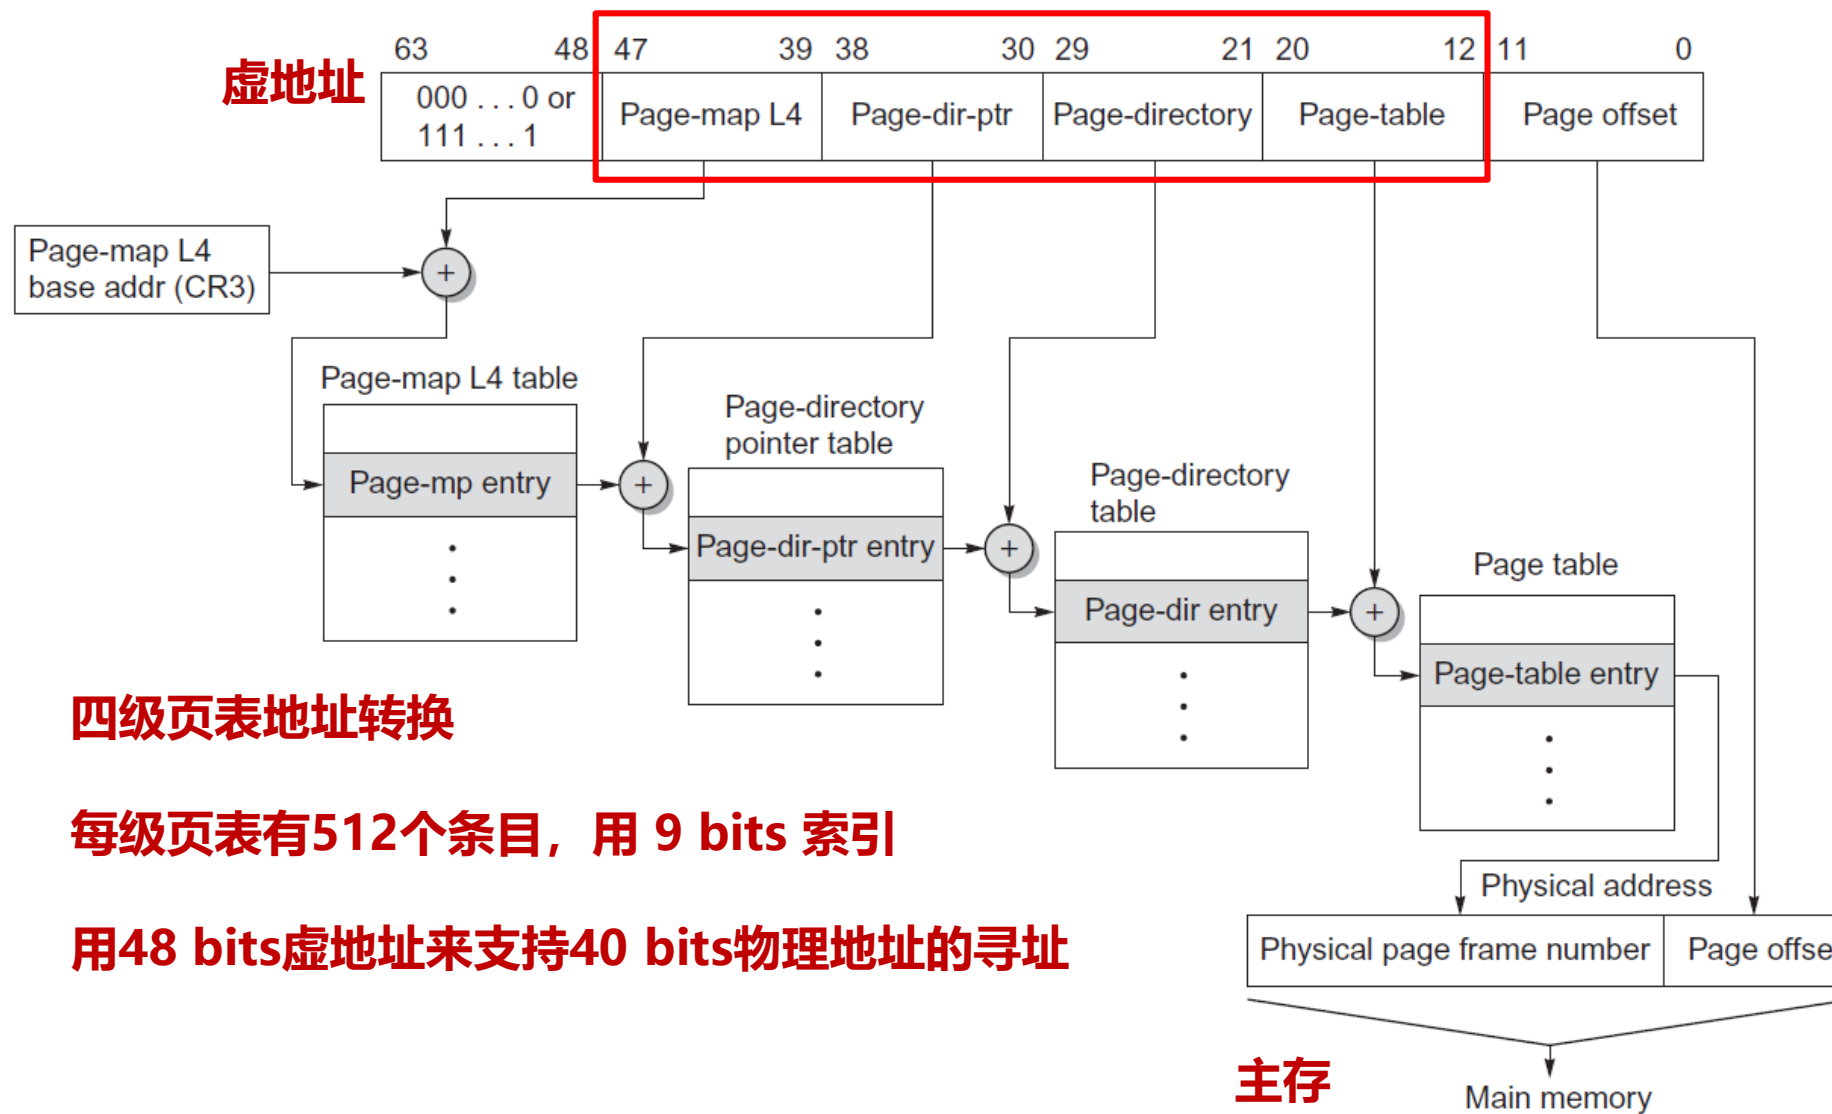 63 48 47 39 38 30 29 21 20 12 11 0
虚地址
000 . . . 0 or
111 . . . 1
Page-map L4
Page-dir-ptr
Page-directory
Page-table
Page offset
Page-map L4
base addr (CR3)
+
Page-map L4 table
Page-mp entry
+
Page-directory
pointer table
Page-dir-ptr entry
+
Page-directory
table
Page-dir entry
+
Page table
Page-table entry
四级页表地址转换
每级页表有512个条目，用 9 bits 索引
用48 bits虚地址来支持40 bits物理地址的寻址
Physical address
Physical page frame number
Page offse
主存
Main memory